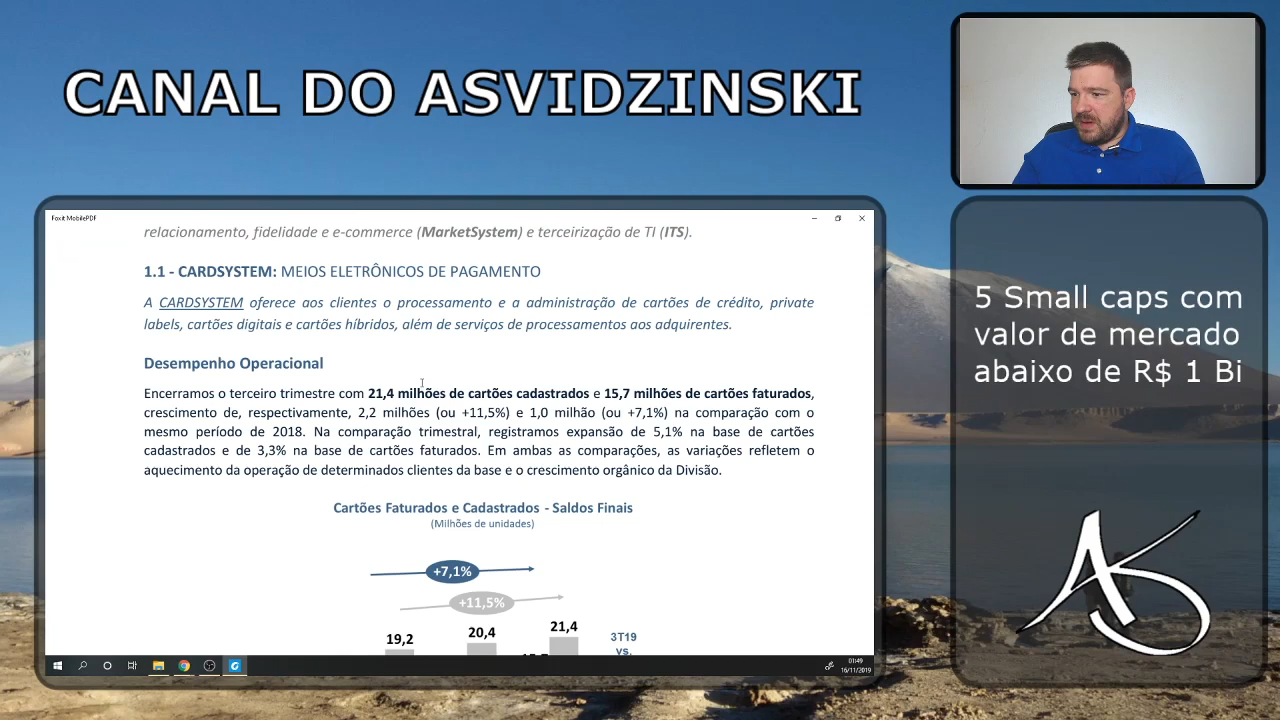 CANAL DO ASVIDZINSKI
Foxit MobilePDF
relacionamento, fidelidade e e-commerce (MarketSystem) e terceirização de TI (ITS).
1.1 - CARDSYSTEM: MEIOS ELETRÔNICOS DE PAGAMENTO
A CARDSYSTEM oferece aos clientes o processamento e a administração de cartões de crédito, private
labels, cartões digitais e cartões híbridos, além de serviços de processamentos aos adquirentes.
Desempenho Operacional
Encerramos o terceiro trimestre com 21,4 milhões de cartões cadastrados e 15,7 milhões de cartões faturados,
crescimento de, respectivamente, 2,2 milhões (ou +11,5%) e 1,0 milhão (ou +7,1%) na comparação com o
mesmo período de 2018. Na comparação trimestral, registramos expansão de 5,1% na base de cartões
cadastrados e de 3,3% na base de cartões faturados. Em ambas as comparações, as variações refletem o
aquecimento da operação de determinados clientes da base e o crescimento orgânico da Divisão.
Cartões Faturados e Cadastrados - Saldos Finais
(Milhões de unidades)
+7,1%
+11,5%
19,2
20,4
21,4
3T19
vs.
01:49
16/11/2019
5 Small caps com
valor de mercado
abaixo de R$ 1 Bi